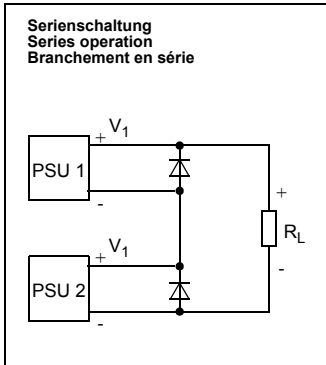 Serienschaltung
Series operation
Branchement en série
+ V1
PSU 1
-
+
RL
-
+ V1
PSU 2
-